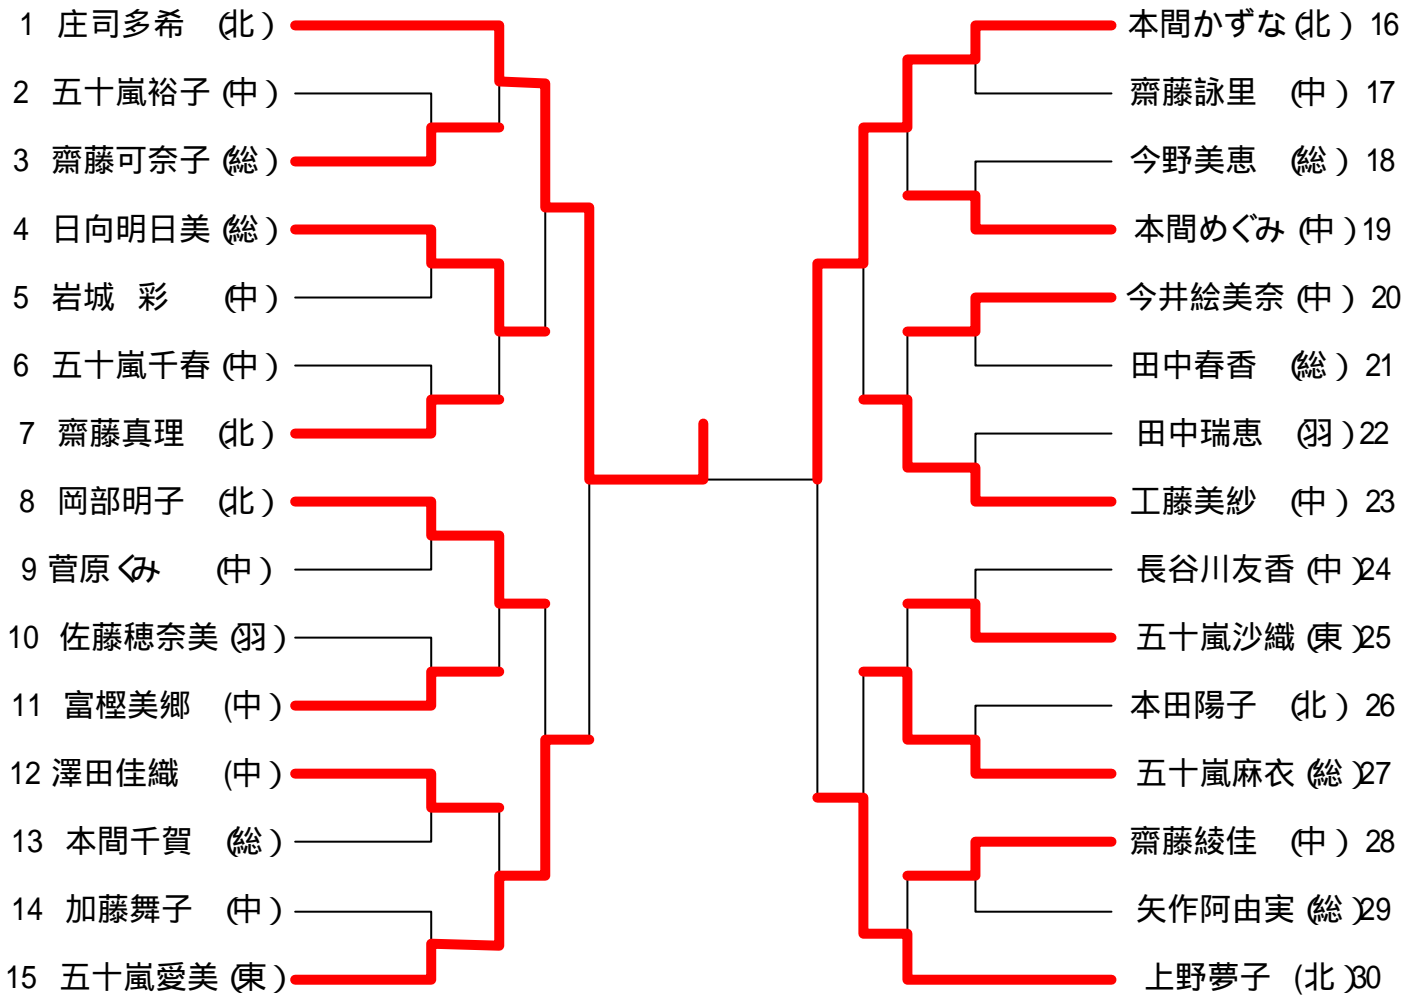 1 庄司多希 (北)
2 五十嵐裕子 (中)
3 齋藤可奈子 (総)
4 日向明日美 (総)
5 岩城 彩 (中)
6 五十嵐千春 (中)
7 齋藤真理 (北)
8 岡部明子 (北)
9 菅原くみ (中)
10 佐藤穂奈美 (羽)
11 富樫美郷 (中)
12 澤田佳織 (中)
13 本間千賀 (総)
14 加藤舞子 (中)
15 五十嵐愛美 (東)
本間かずな (北) 16
齋藤詠里 (中) 17
今野美恵 (総) 18
本間めぐみ (中) 19
今井絵美奈 (中) 20
田中春香 (総) 21
田中瑞恵 (羽) 22
工藤美紗 (中) 23
長谷川友香 (中) 24
五十嵐沙織 (東) 25
本田陽子 (北) 26
五十嵐麻衣 (総) 27
齋藤綾佳 (中) 28
矢作阿由実 (総) 29
上野夢子 (北) 30